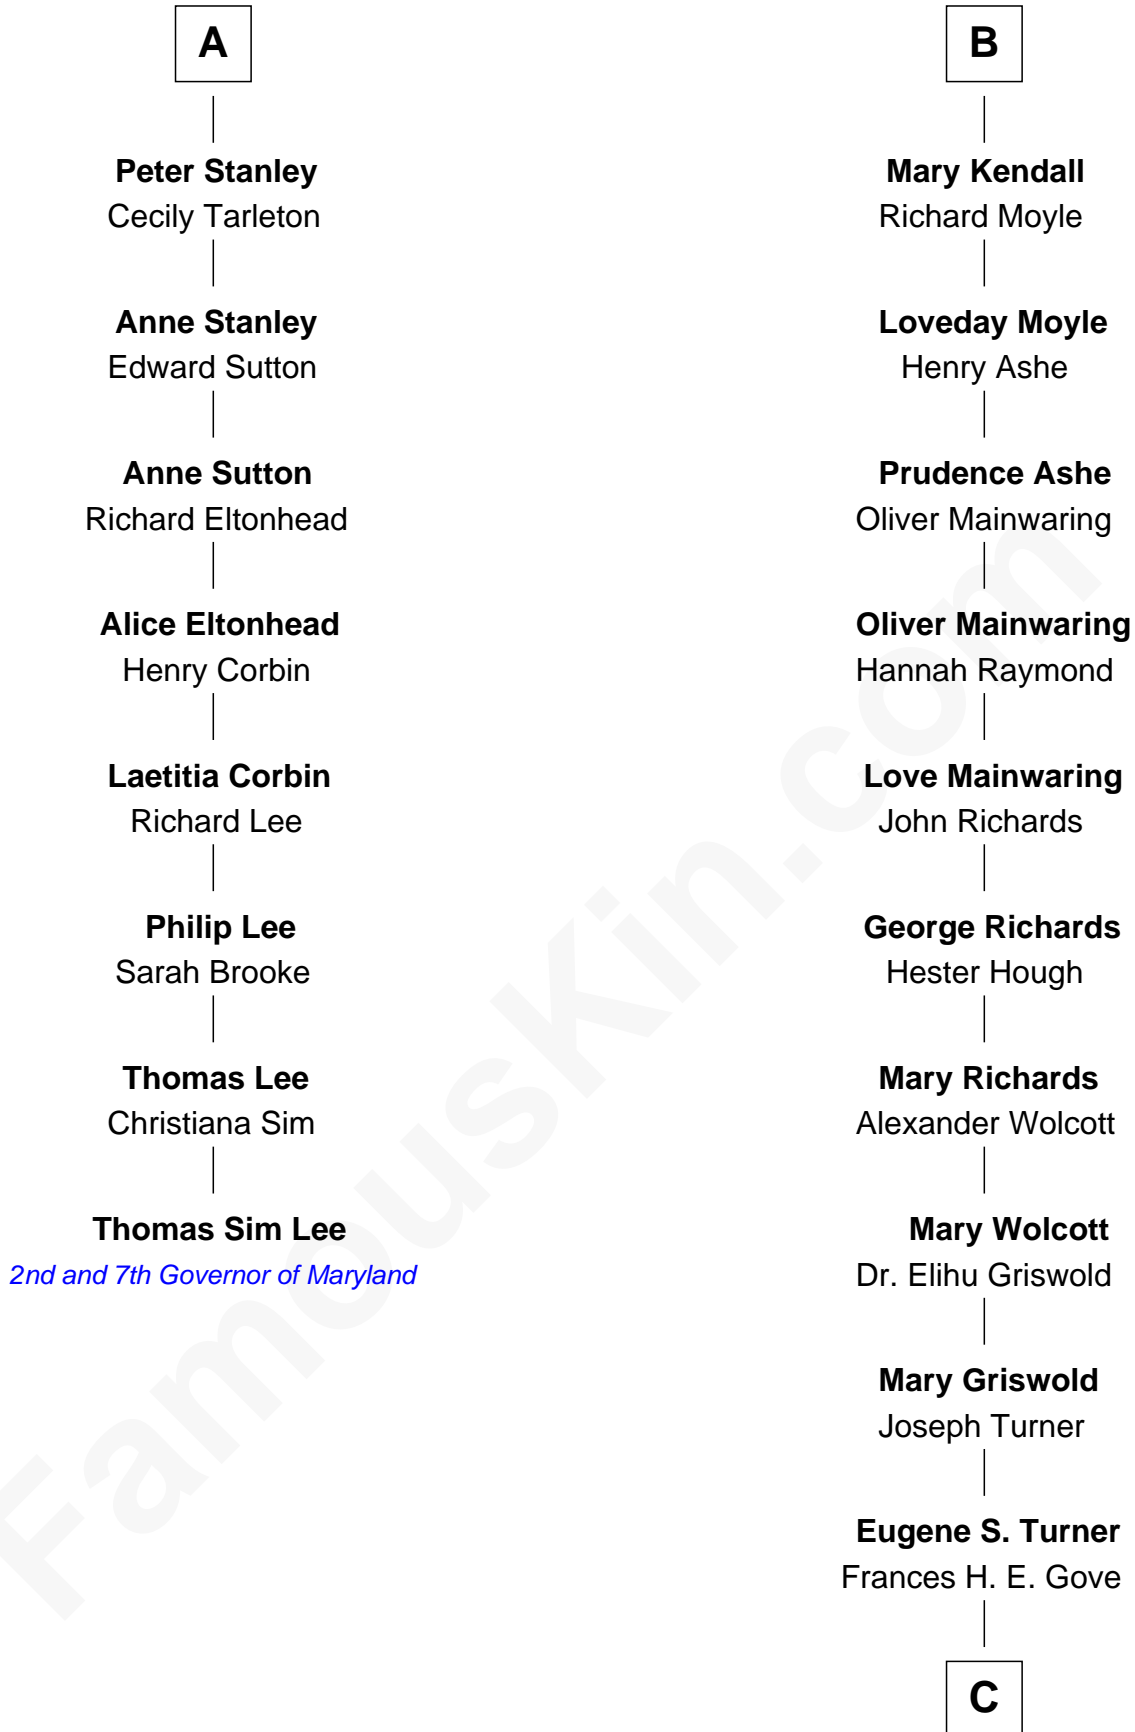 A
Peter Stanley
Cecily Tarleton
Anne Stanley
Edward Sutton
Anne Sutton
Richard Eltonhead
Alice Eltonhead
Henry Corbin
Laetitia Corbin
Richard Lee
Philip Lee
Sarah Brooke
Thomas Lee
Christiana Sim
Thomas Sim Lee
2nd and 7th Governor of Maryland
B
Mary Kendall
Richard Moyle
Loveday Moyle
Henry Ashe
Prudence Ashe
Oliver Mainwaring
Oliver Mainwaring
Hannah Raymond
Love Mainwaring
John Richards
George Richards
Hester Hough
Mary Richards
Alexander Wolcott
Mary Wolcott
Dr. Elihu Griswold
Mary Griswold
Joseph Turner
Eugene S. Turner
Frances H. E. Gove
C
FamousKin.com